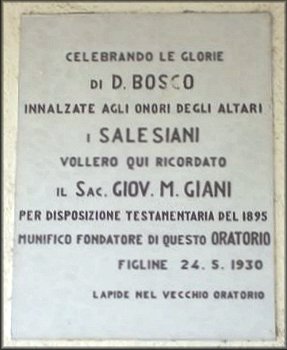 CELEBRANDO LE GLORIE
DI D. BOSCO
INNALZATE AGLI ONORI DEGLI ALTARI
I SALESIANI
VOLLERO QUI RICORDATO
IL SAC. GIOV. M. GIANI
PER DISPOSIZIONE TESTAMENTARIA DEL 1895
MUNIFICO FONDATORE DI QUESTO ORATORIO
FIGLINE 24.5.1930
LAPIDE NEL VECCHIO ORATORIO